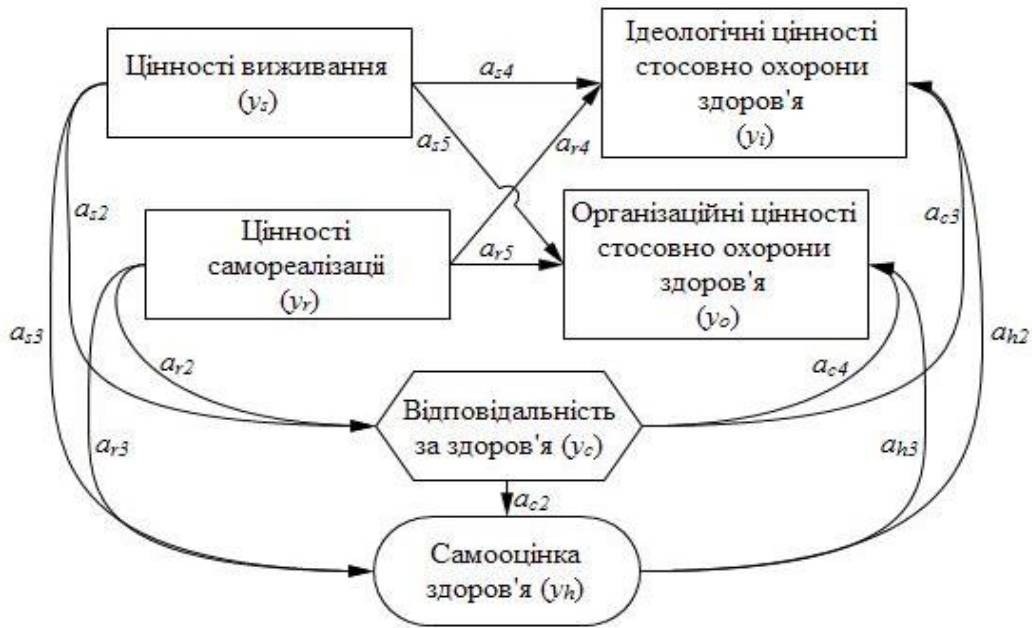 Цінності виживання
(ys)
as4
Ідеологічні цінності
стосовно охорони
здоров'я
(yi)
as5
ar4
as2
ac3
Цінності
самореалізації
(yr)
ar5
Організаційні цінності
стосовно охорони
здоров'я
(yo)
as3
ar2
ac4
ah2
Відповідальність
за здоров'я (yc)
ar3
ah3
ac2
Самооцінка
здоров'я (yh)